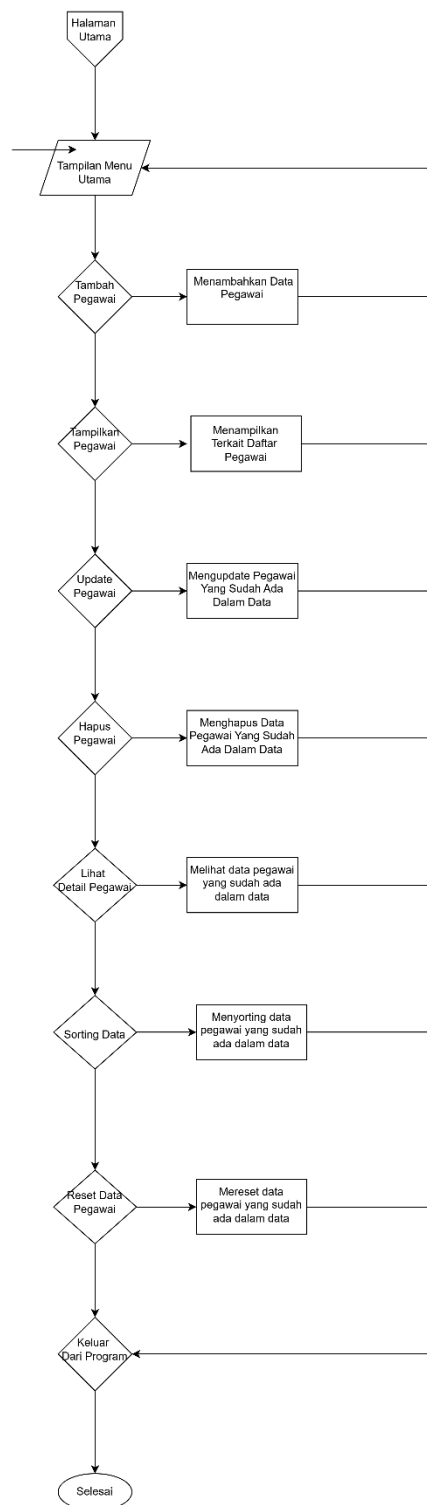 Halaman
Utama
Tampilan Menu
Utama
Tambah
Pegawai
Menambahkan Data
Pegawai
Tampilkan
Pegawai
Menampilkan
Terkait Daftar
Pegawai
Update
Pegawai
Mengupdate Pegawai
Yang Sudah Ada
Dalam Data
Hapus
Pegawai
Menghapus Data
Pegawai Yang Sudah
Ada Dalam Data
Lihat
Detail Pegawai
Melihat data pegawai
yang sudah ada
dalam data
Sorting Data
Menyorting data
pegawai yang sudah
ada dalam data
Reset Data
Pegawai
Mereset data
pegawai yang sudah
ada dalam data
Keluar
Dari Program
Selesai